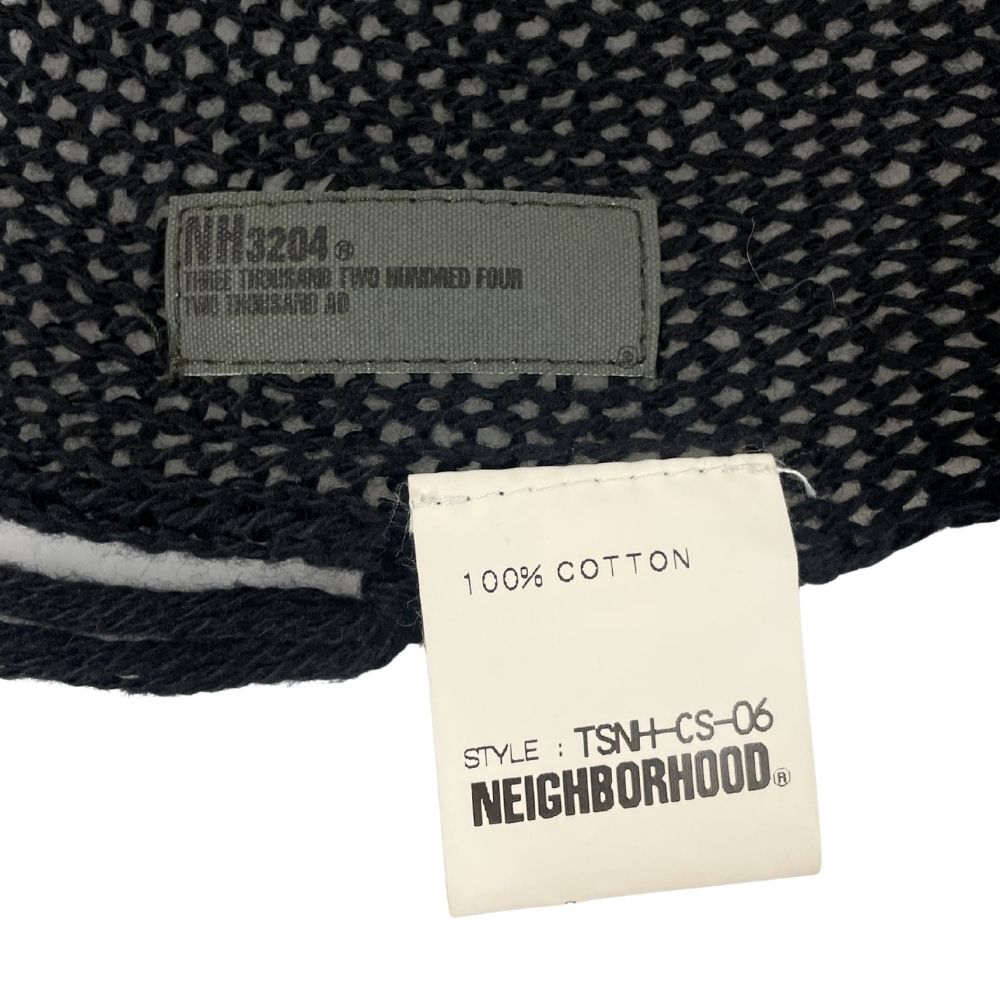 NH3204®
THREE THOUSAND TWO HUNDRED FOUR
TWO THOUSAND AD
®
100% COTTON
STYLE : TSNH-CS-06
NEIGHBORHOOD®